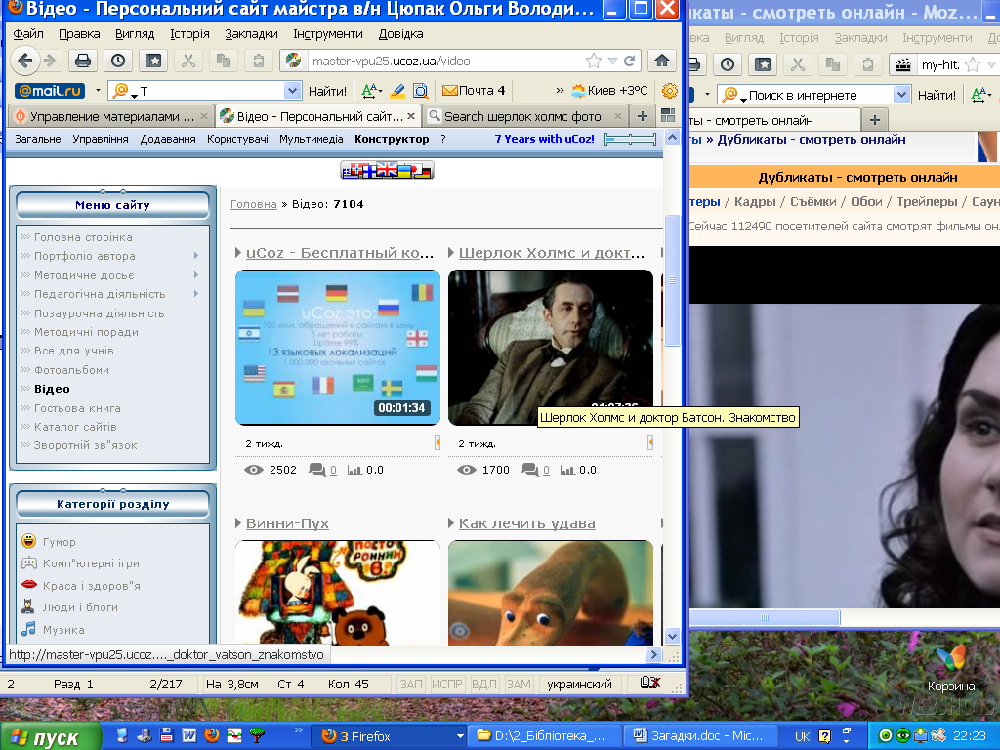 Відео - Персональний сайт майстра в/н Цюпак Ольги Володи...
Файл Правка Вигляд Історія Закладки Інструменти Довідка
master-vpu25.ucoz.ua/video
@mail.ru Т Найти! Почта 4 » Киев +3°C
Управление материалами ... Відео - Персональний сайт... Search шерлок холмс фото
Загальне Управління Додавання Користувачі Мультимедіа Конструктор ? 7 Years with uCoz!
Меню сайту
Головна сторінка
Портфоліо автора
Методичне досьє
Педагогічна діяльність
Позаурочна діяльність
Методичні поради
Все для учнів
Фотоальбоми
Відео
Гостьова книга
Каталог сайтів
Зворотній зв"язок
Категорії розділу
Гумор
Комп"ютерні ігри
Краса і здоров"я
Люди і блоги
Музика
Головна » Відео: 7104
uCoz - Бесплатный ко...
uCoz это:
100 млн. обращений к сайтам в день
5 лет работы
Uptime 99%
13 языковых локализаций
1.000.000 активных сайтов
00:01:34
2 тижд.
2502 0 0.0
Шерлок Холмс и докт...
Шерлок Холмс и доктор Ватсон. Знакомство
2 тижд.
1700 0 0.0
Винни-Пух
ПОСТОРОННИМ В!
Как лечить удава
http://master-vpu25.ucoz...._doktor_vatson_znakomstvo
икаты - смотреть онлайн - Moz...
вка Вигляд Історія Закладки Інструменти
my-hit.
Поиск в интернете Найти!
ты - смотреть онлайн
ы » Дубликаты - смотреть онлайн
Дубликаты - смотреть онлайн
теры / Кадры / Съёмки / Обои / Трейлеры / Саун
Сейчас 112490 посетителей сайта смотрят фильмы он
2 Разд 1 2/217 На 3,8см Ст 4 Кол 45 ЗАП ИСПР ВДЛ ЗАМ украинский
Корзина
пуск 3 Firefox D:\2_Бібліотека_... Загадки.doc - Mic... UK 22:23